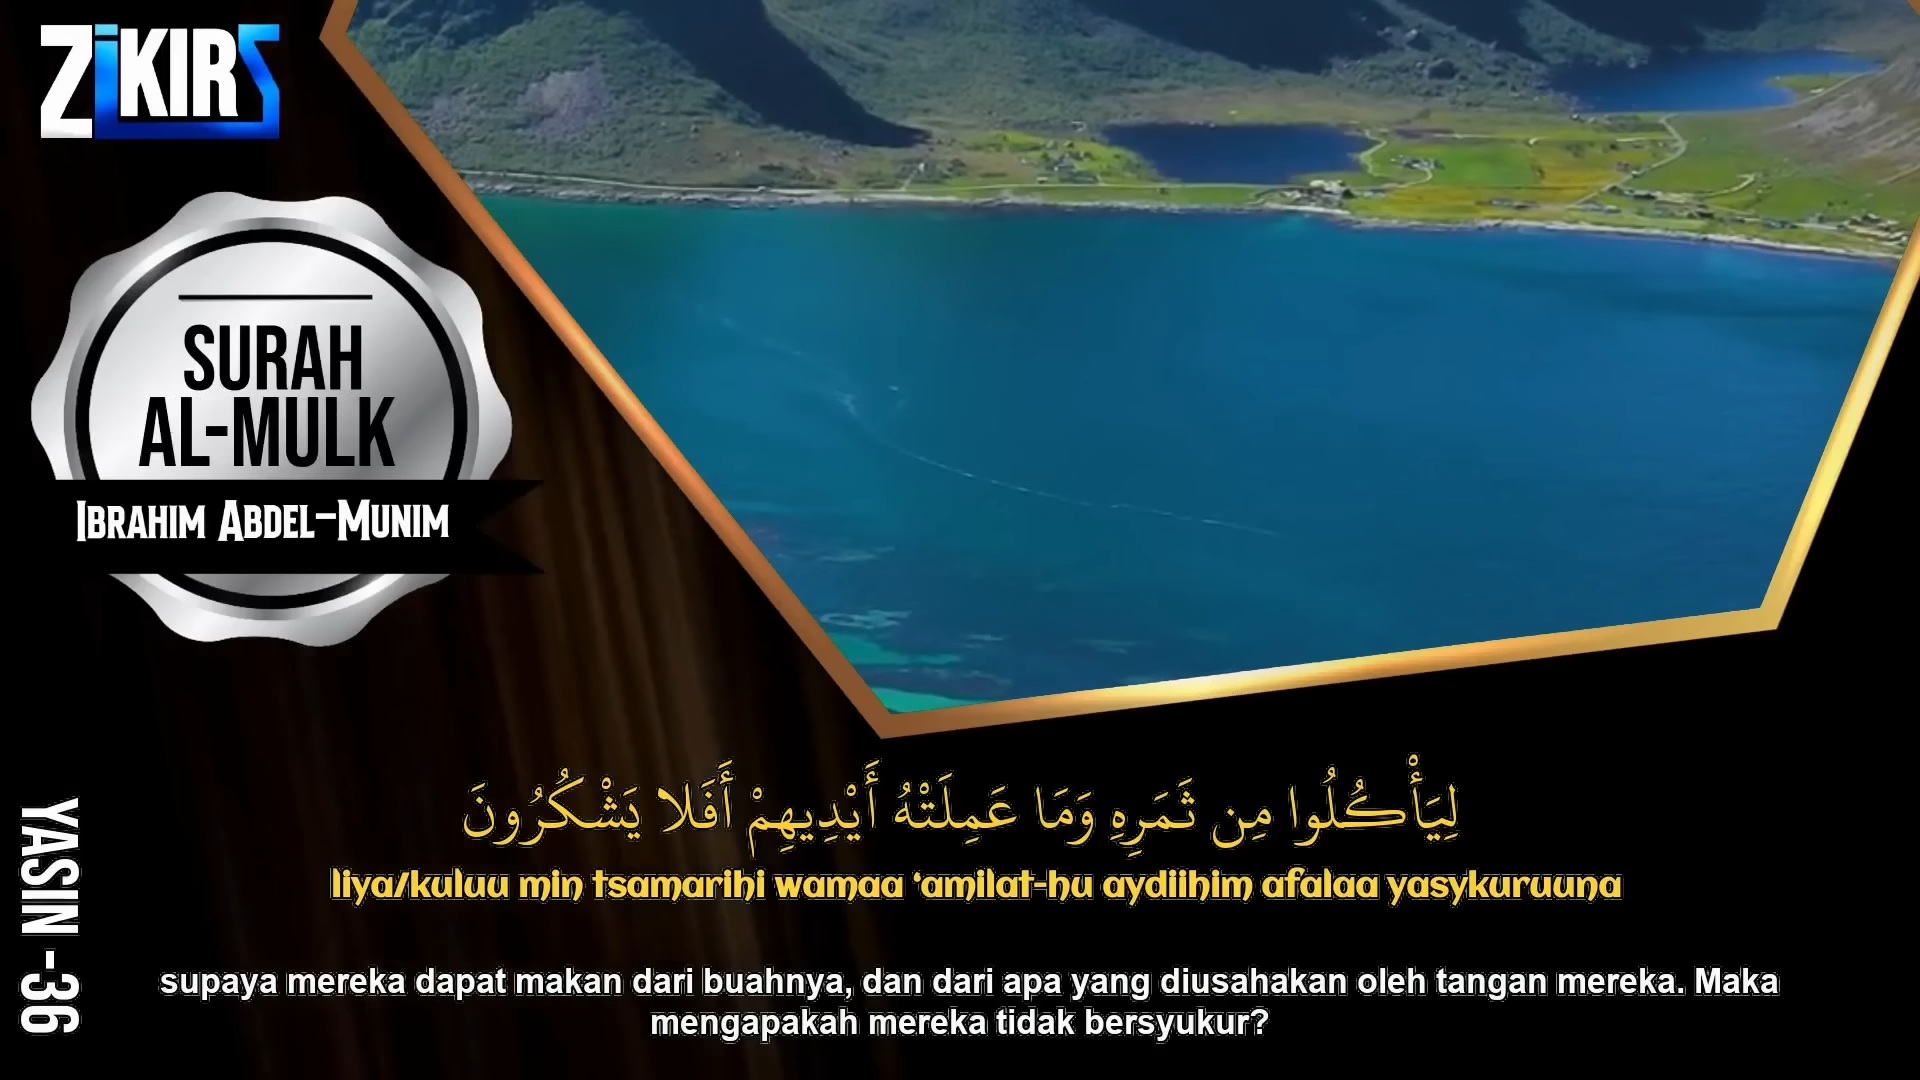 ZiKIRS
SURAH
AL-MULK
IBRAHIM ABDEL-MUNIM
YASIN - 36
لِيَأْكُلُوا مِن ثَمَرِهِ وَمَا عَمِلَتْهُ أَيْدِيهِمْ أَفَلا يَشْكُرُونَ
liya/kuluu min tsamarihi wamaa ‘amilat-hu aydiihim afalaa yasykuruuna
supaya mereka dapat makan dari buahnya, dan dari apa yang diusahakan oleh tangan mereka. Maka
mengapakah mereka tidak bersyukur?